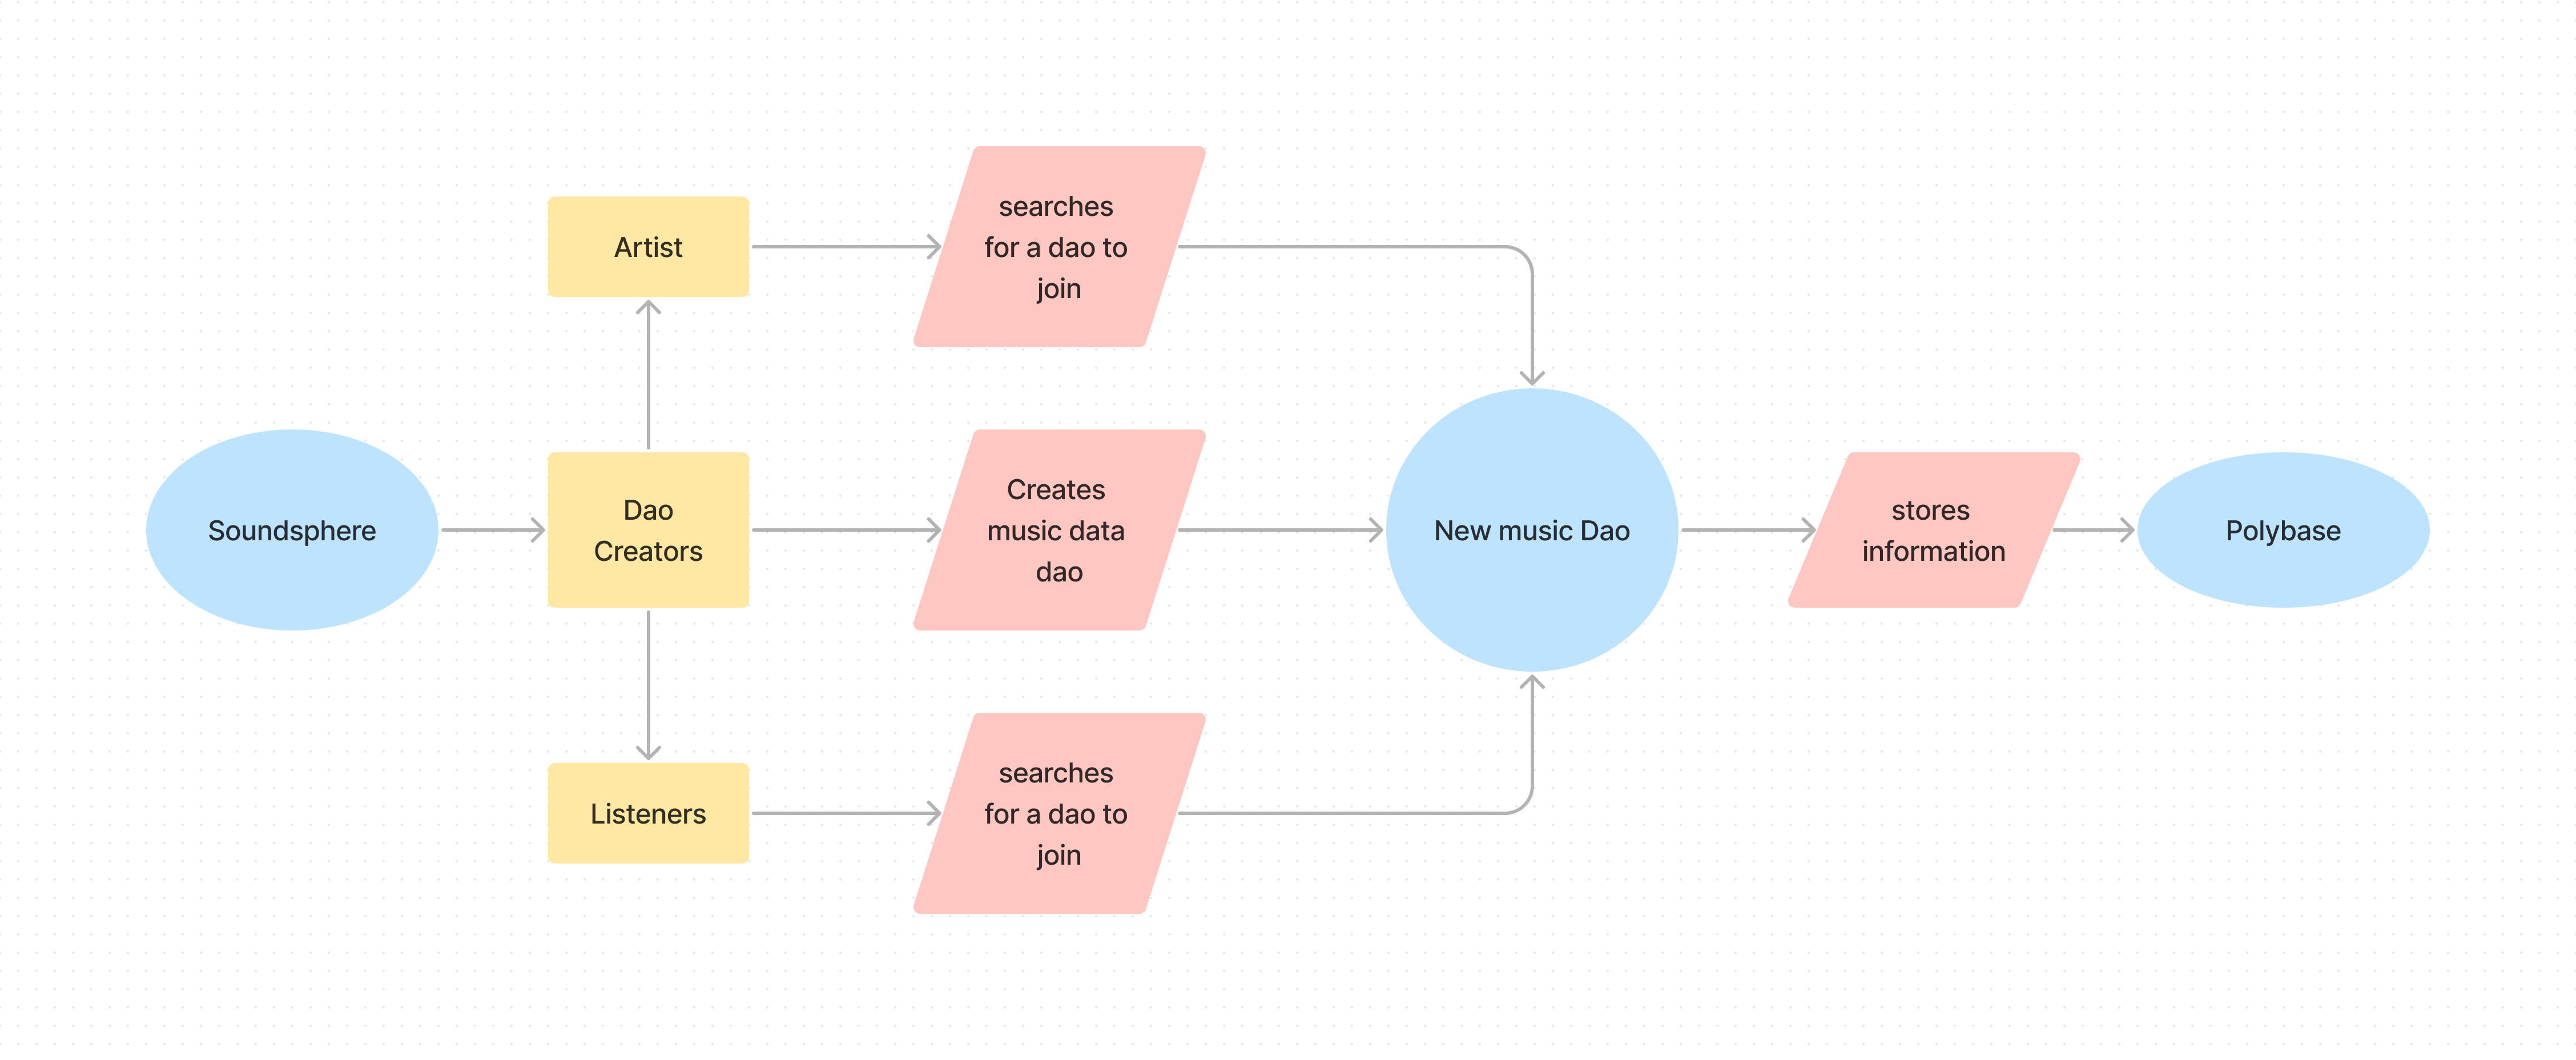 Soundsphere
Artist
Dao
Creators
Listeners
searches
for a dao to
join
Creates
music data
dao
searches
for a dao to
join
New music Dao
stores
information
Polybase